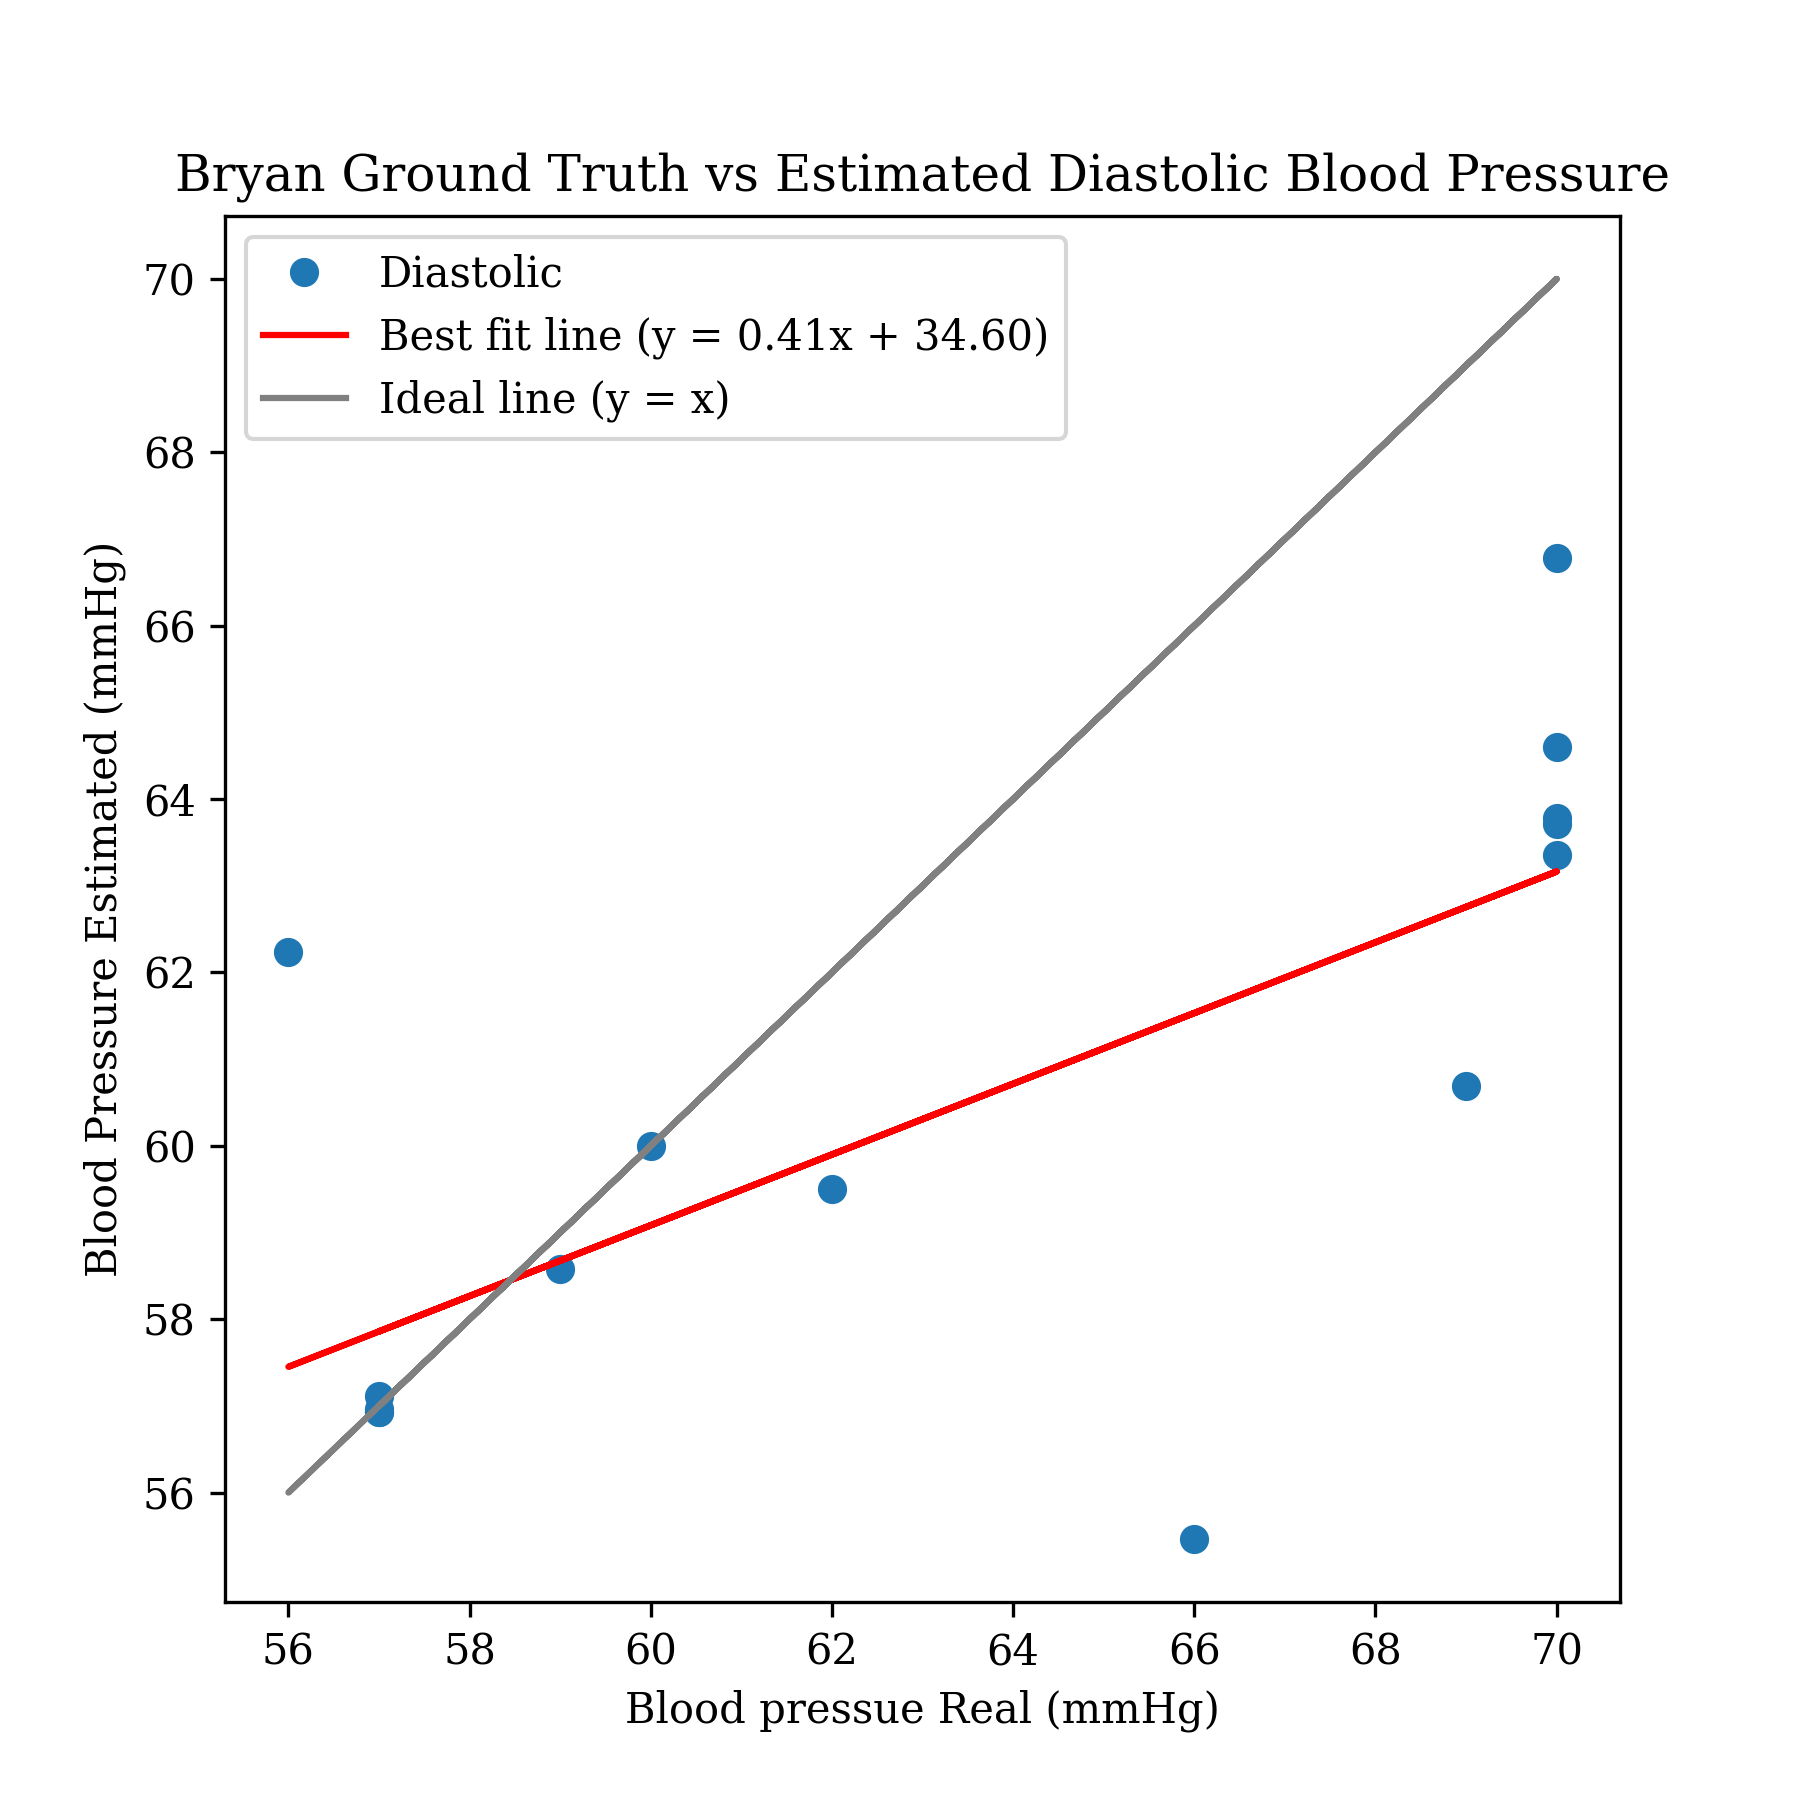 Bryan Ground Truth vs Estimated Diastolic Blood Pressure
Diastolic
Best fit line (y = 0.41x + 34.60)
Ideal line (y = x)
Blood Pressure Estimated (mmHg)
70
68
66
64
62
60
58
56
56 58 60 62 64 66 68 70
Blood pressue Real (mmHg)